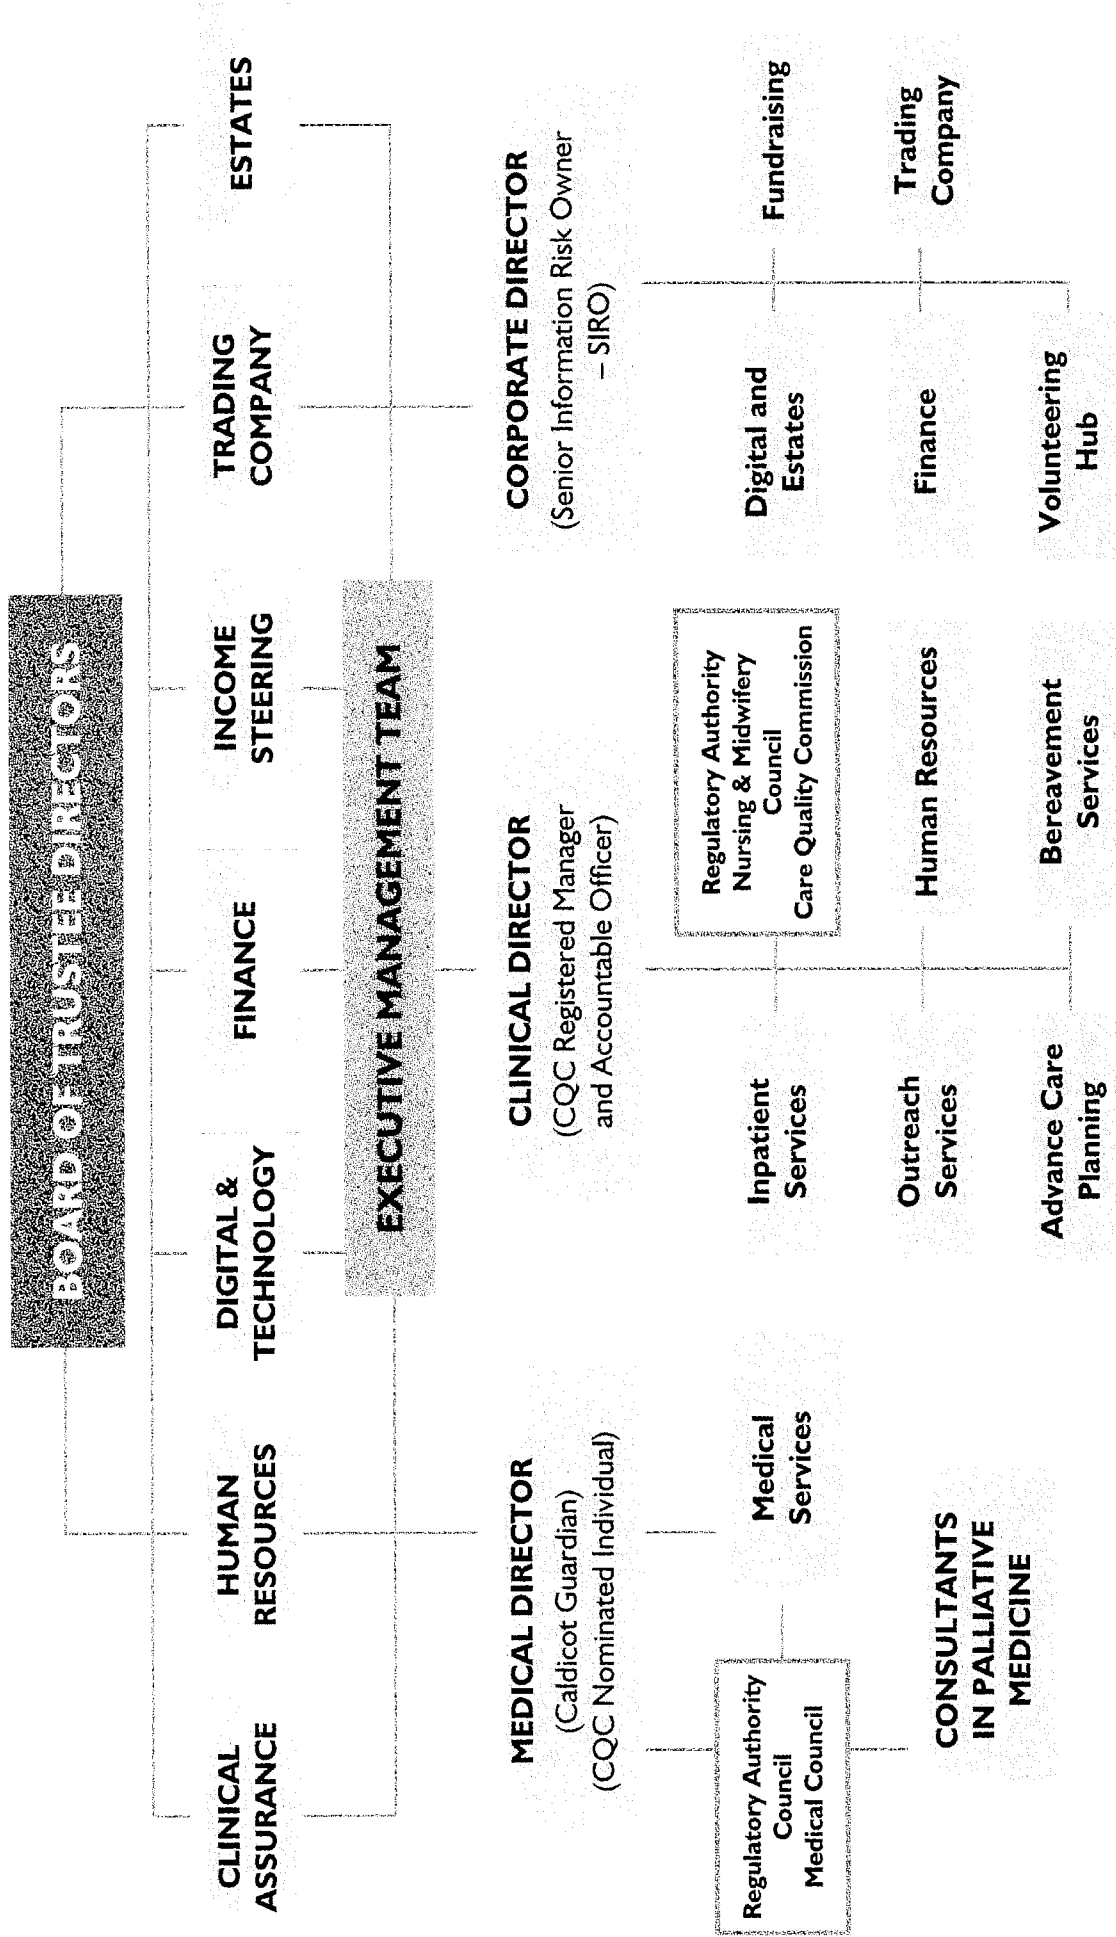 BOARD OF TRUSTEE DIRECTORS
CLINICAL
ASSURANCE
HUMAN
RESOURCES
DIGITAL &
TECHNOLOGY
FINANCE
INCOME
STEERING
TRADING
COMPANY
ESTATES
EXECUTIVE MANAGEMENT TEAM
MEDICAL DIRECTOR
(Caldicot Guardian)
(CQC Nominated Individual)
CLINICAL DIRECTOR
(CQC Registered Manager
and Accountable Officer)
CORPORATE DIRECTOR
(Senior Information Risk Owner
– SIRO)
Regulatory Authority
Council
Medical Council
Medical
Services
CONSULTANTS
IN PALLIATIVE
MEDICINE
Inpatient
Services
Regulatory Authority
Nursing & Midwifery
Council
Care Quality Commission
Outreach
Services
Human Resources
Advance Care
Planning
Bereavement
Services
Digital and
Estates
Fundraising
Finance
Trading
Company
Volunteering
Hub